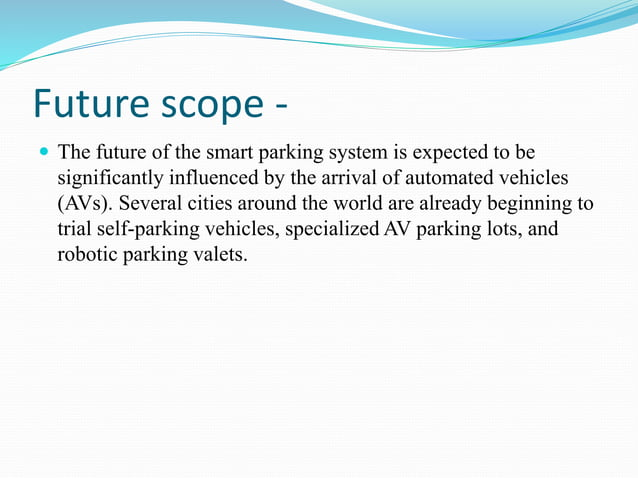 Future scope -
The future of the smart parking system is expected to be
significantly influenced by the arrival of automated vehicles
(AVs). Several cities around the world are already beginning to
trial self-parking vehicles, specialized AV parking lots, and
robotic parking valets.